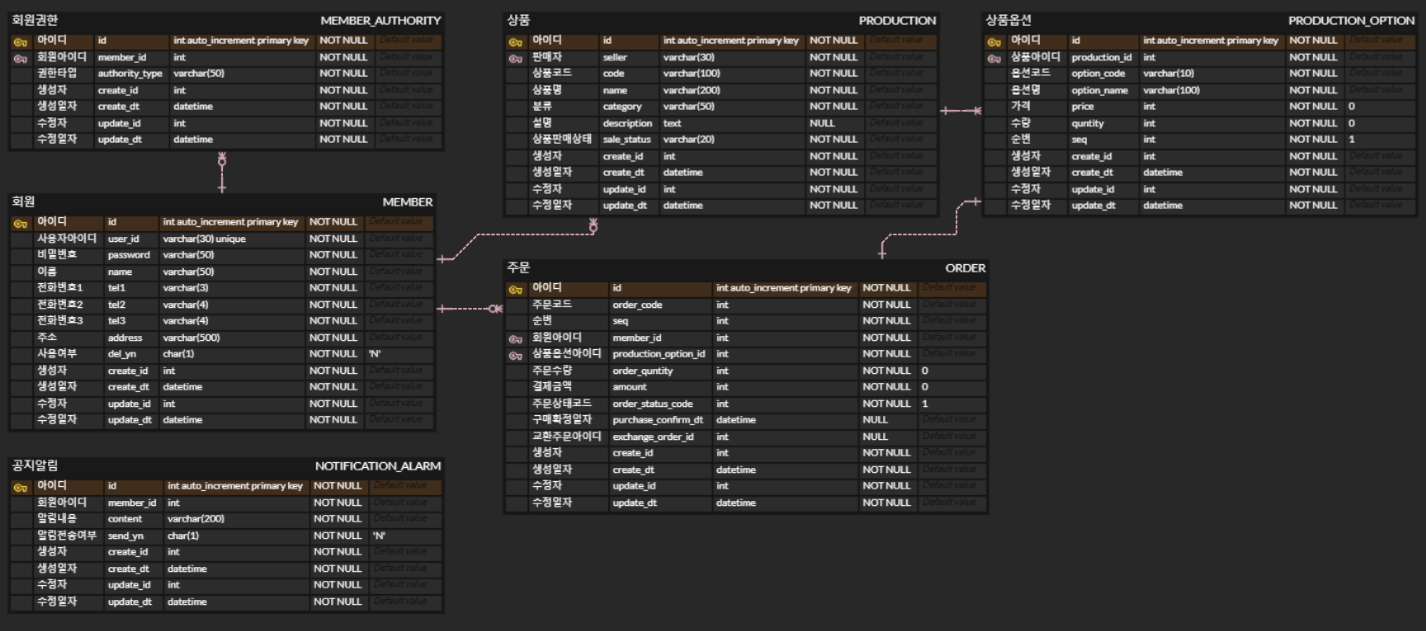 회원권한 MEMBER_AUTHORITY
아이디 id int auto_increment primary key NOT NULL Default value
회원아이디 member_id int NOT NULL Default value
권한타입 authority_type varchar(50) NOT NULL Default value
생성자 create_id int NOT NULL Default value
생성일자 create_dt datetime NOT NULL Default value
수정자 update_id int NOT NULL Default value
수정일자 update_dt datetime NOT NULL Default value
상품 PRODUCTION
아이디 id int auto_increment primary key NOT NULL Default value
판매자 seller varchar(30) NOT NULL Default value
상품코드 code varchar(100) NOT NULL Default value
상품명 name varchar(200) NOT NULL Default value
분류 category varchar(50) NOT NULL Default value
설명 description text NULL Default value
상품판매상태 sale_status varchar(20) NOT NULL Default value
생성자 create_id int NOT NULL Default value
생성일자 create_dt datetime NOT NULL Default value
수정자 update_id int NOT NULL Default value
수정일자 update_dt datetime NOT NULL Default value
상품옵션 PRODUCTION_OPTION
아이디 id int auto_increment primary key NOT NULL Default value
상품아이디 production_id int NOT NULL Default value
옵션코드 option_code varchar(10) NOT NULL Default value
옵션명 option_name varchar(100) NOT NULL Default value
가격 price int NOT NULL 0
수량 quntity int NOT NULL 0
순번 seq int NOT NULL 1
생성자 create_id int NOT NULL Default value
생성일자 create_dt datetime NOT NULL Default value
수정자 update_id int NOT NULL Default value
수정일자 update_dt datetime NOT NULL Default value
회원 MEMBER
아이디 id int auto_increment primary key NOT NULL Default value
사용자아이디 user_id varchar(30) unique NOT NULL Default value
비밀번호 password varchar(50) NOT NULL Default value
이름 name varchar(50) NOT NULL Default value
전화번호1 tel1 varchar(3) NOT NULL Default value
전화번호2 tel2 varchar(4) NOT NULL Default value
전화번호3 tel3 varchar(4) NOT NULL Default value
주소 address varchar(500) NOT NULL Default value
사용여부 del_yn char(1) NOT NULL 'N'
생성자 create_id int NOT NULL Default value
생성일자 create_dt datetime NOT NULL Default value
수정자 update_id int NOT NULL Default value
수정일자 update_dt datetime NOT NULL Default value
주문 ORDER
아이디 id int auto_increment primary key NOT NULL Default value
주문코드 order_code int NOT NULL Default value
순번 seq int NOT NULL Default value
회원아이디 member_id int NOT NULL Default value
상품옵션아이디 production_option_id int NOT NULL Default value
주문수량 order_quntity int NOT NULL 0
결제금액 amount int NOT NULL 0
주문상태코드 order_status_code int NOT NULL 1
구매확정일자 purchase_confirm_dt datetime NULL Default value
교환주문아이디 exchange_order_id int NULL Default value
생성자 create_id int NOT NULL Default value
생성일자 create_dt datetime NOT NULL Default value
수정자 update_id int NOT NULL Default value
수정일자 update_dt datetime NOT NULL Default value
공지알림 NOTIFICATION_ALARM
아이디 id int auto_increment primary key NOT NULL Default value
회원아이디 member_id int NOT NULL Default value
알림내용 content varchar(200) NOT NULL Default value
알림전송여부 send_yn char(1) NOT NULL 'N'
생성자 create_id int NOT NULL Default value
생성일자 create_dt datetime NOT NULL Default value
수정자 update_id int NOT NULL Default value
수정일자 update_dt datetime NOT NULL Default value